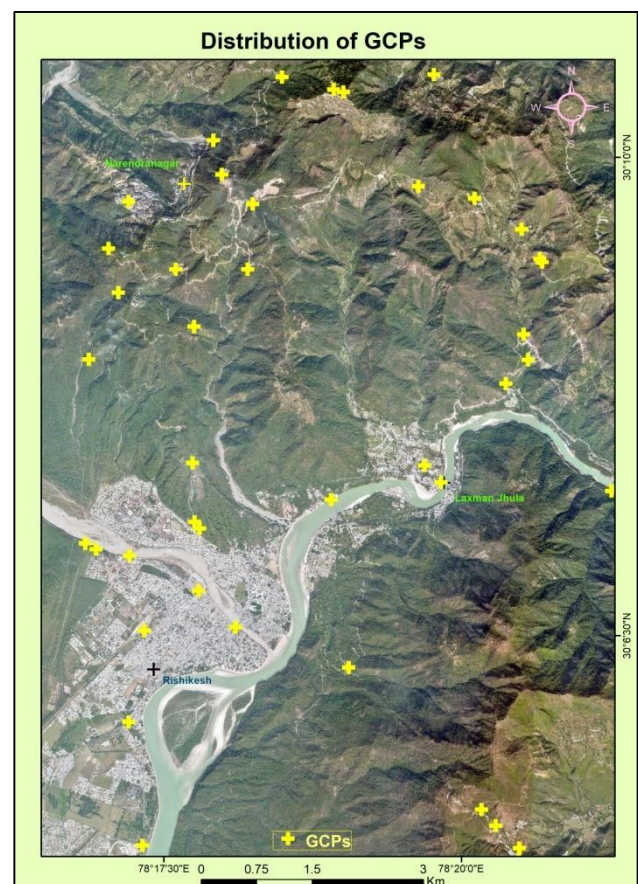 Distribution of GCPs
N
W E
S
Narendranagar
30°10'0"N
Laxman Jhula
30°6'30"N
Rishikesh
GCPs
78°17'30"E 0 0.75 1.5 3 78°20'0"E
Km